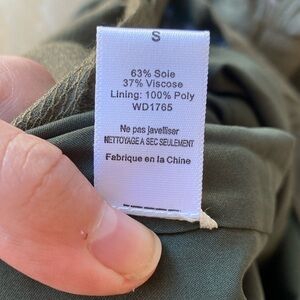 S
63% Soie
37% Viscose
Lining: 100% Poly
WD1765
Ne pas javelliser
NETTOYAGE A SEC SEULEMENT
Fabrique en la Chine